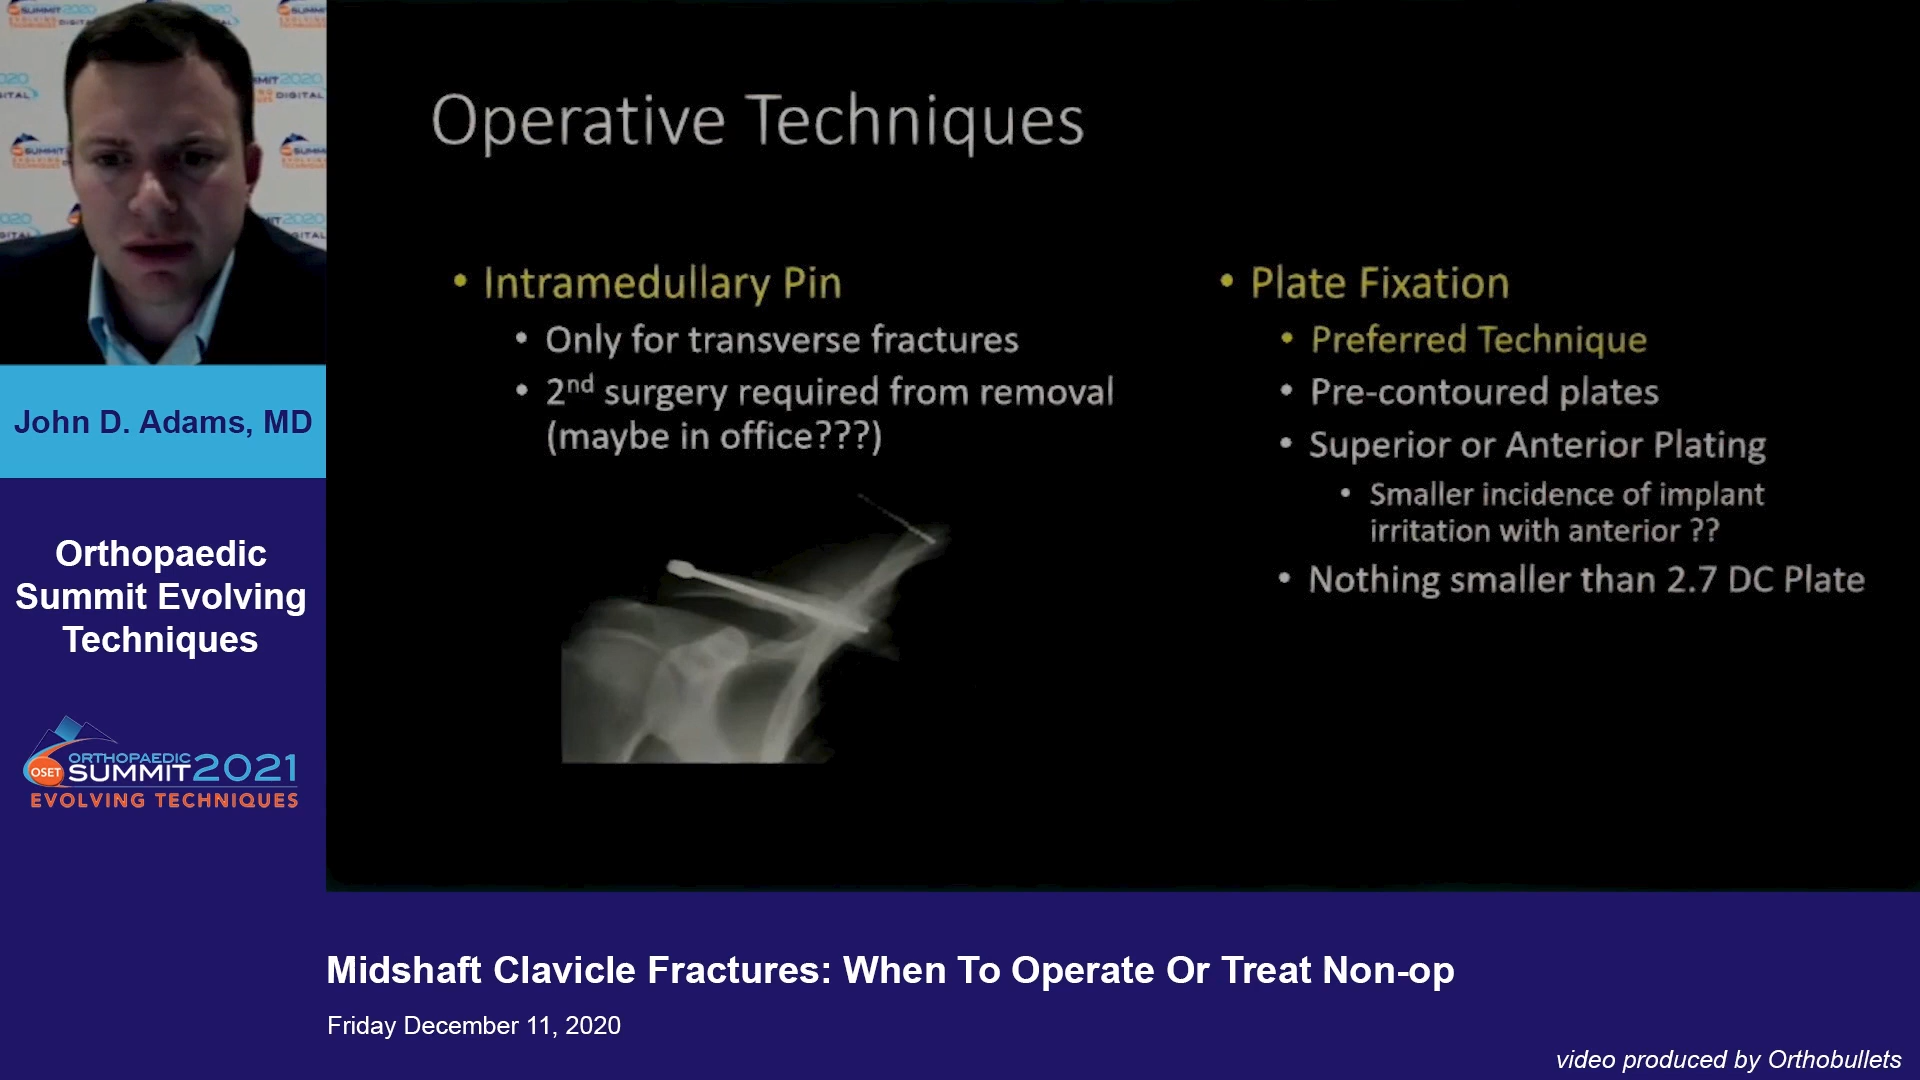 Operative Techniques
• Intramedullary Pin
• Only for transverse fractures
• 2nd surgery required from removal
(maybe in office???)
• Plate Fixation
• Preferred Technique
• Pre-contoured plates
• Superior or Anterior Plating
• Smaller incidence of implant
irritation with anterior ??
• Nothing smaller than 2.7 DC Plate
John D. Adams, MD
Orthopaedic
Summit Evolving
Techniques
OSET
ORTHOPAEDIC
SUMMIT 2021
EVOLVING TECHNIQUES
Midshaft Clavicle Fractures: When To Operate Or Treat Non-op
Friday December 11, 2020
video produced by Orthobullets